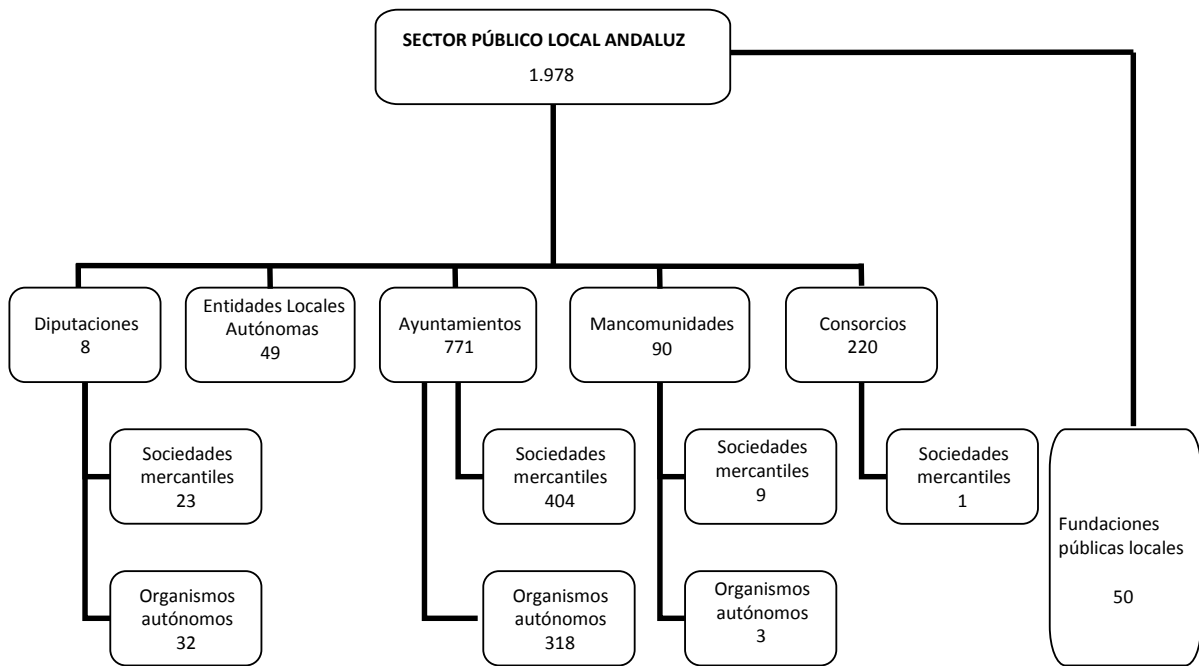 SECTOR PÚBLICO LOCAL ANDALUZ
1.978
Diputaciones
8
Entidades Locales
Autónomas
49
Ayuntamientos
771
Mancomunidades
90
Consorcios
220
Sociedades
mercantiles
23
Sociedades
mercantiles
404
Sociedades
mercantiles
9
Sociedades
mercantiles
1
Fundaciones
públicas locales
50
Organismos
autónomos
32
Organismos
autónomos
318
Organismos
autónomos
3